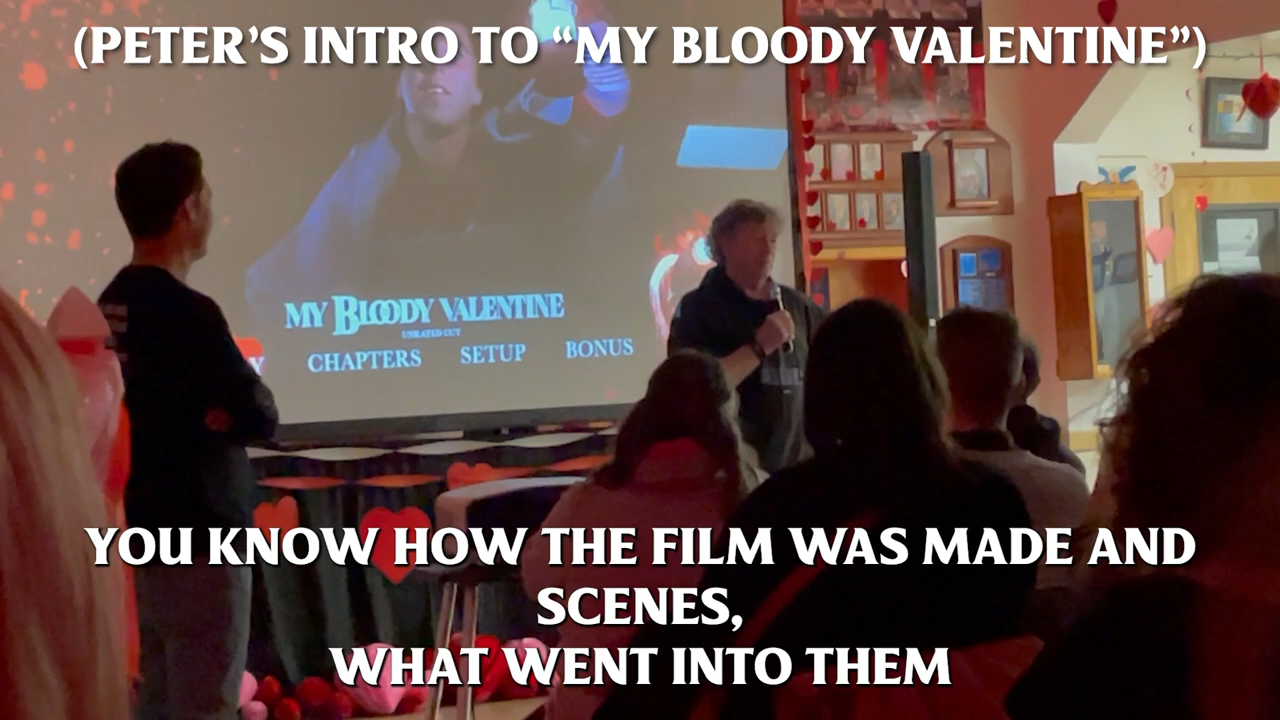 (PETER’S INTRO TO “MY BLOODY VALENTINE”)
MY BLOODY VALENTINE
UNRATED CUT
CHAPTERS SETUP BONUS
YOU KNOW HOW THE FILM WAS MADE AND
SCENES,
WHAT WENT INTO THEM